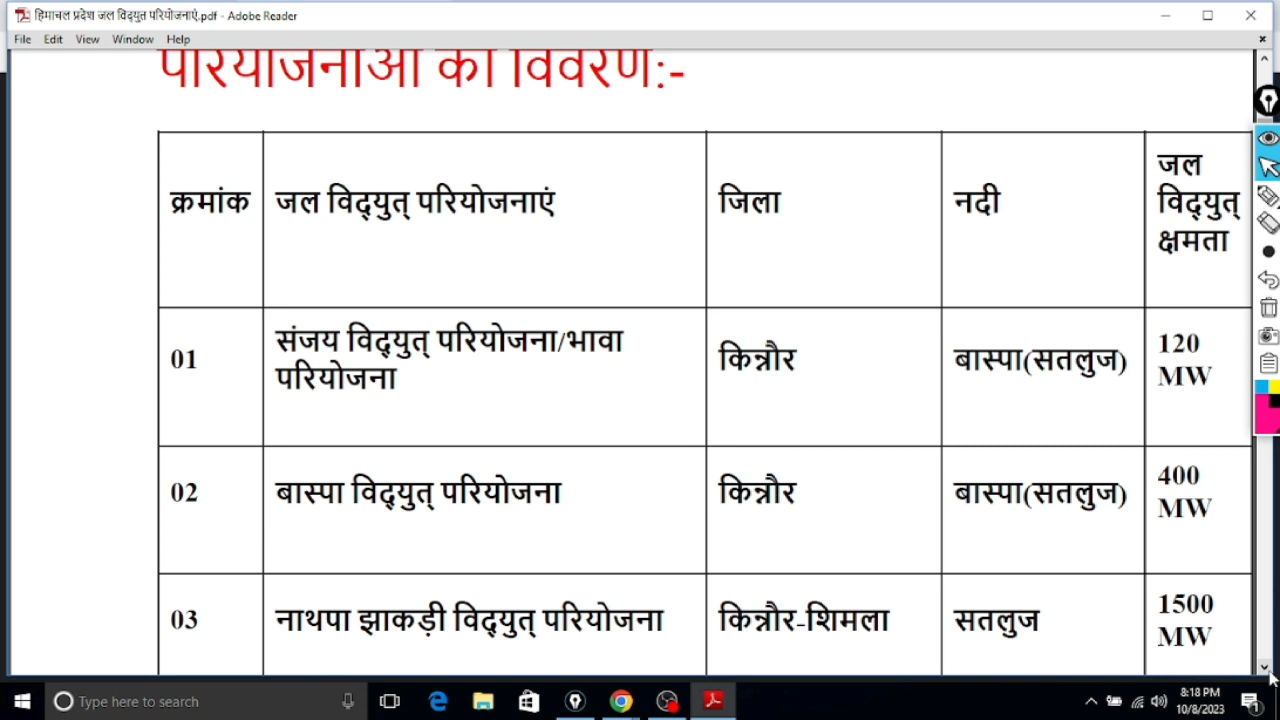 हिमाचल प्रदेश जल विद्युत परियोजनाएं.pdf - Adobe Reader
File Edit View Window Help
परियोजनाओं का विवरण:-
क्रमांक जल विद्युत् परियोजनाएं जिला नदी जल विद्युत् क्षमता
01 संजय विद्युत् परियोजना/भावा परियोजना किन्नौर बास्पा(सतलुज) 120 MW
02 बास्पा विद्युत् परियोजना किन्नौर बास्पा(सतलुज) 400 MW
03 नाथपा झाकड़ी विद्युत् परियोजना किन्नौर-शिमला सतलुज 1500 MW
Type here to search
8:18 PM
10/8/2023
1